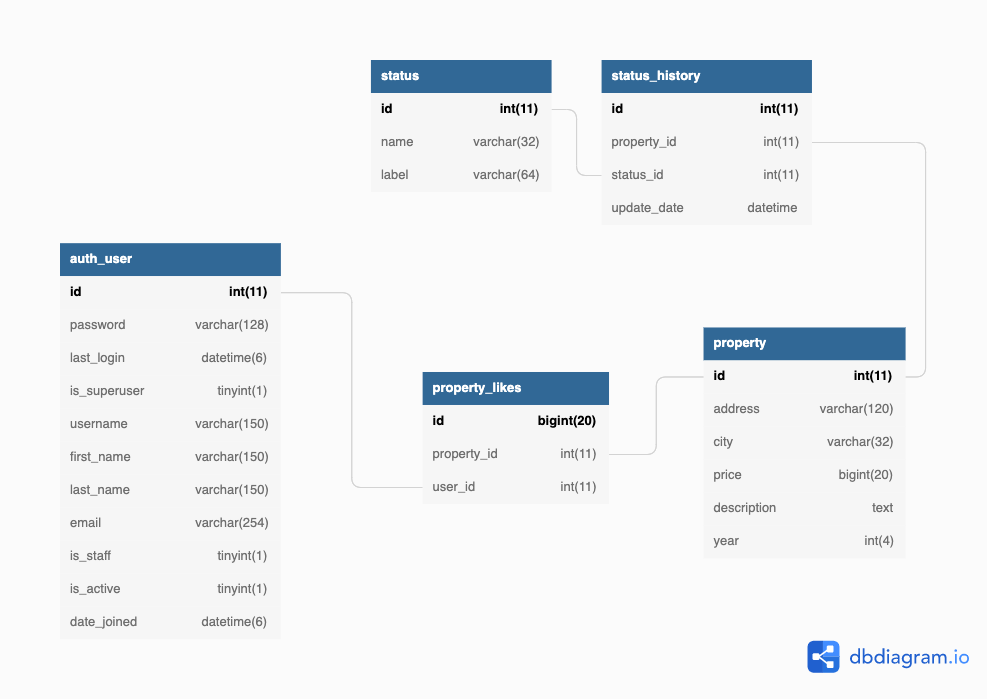 status
id int(11)
name varchar(32)
label varchar(64)
status_history
id int(11)
property_id int(11)
status_id int(11)
update_date datetime
auth_user
id int(11)
password varchar(128)
last_login datetime(6)
is_superuser tinyint(1)
username varchar(150)
first_name varchar(150)
last_name varchar(150)
email varchar(254)
is_staff tinyint(1)
is_active tinyint(1)
date_joined datetime(6)
property_likes
id bigint(20)
property_id int(11)
user_id int(11)
property
id int(11)
address varchar(120)
city varchar(32)
price bigint(20)
description text
year int(4)
dbdiagram.io